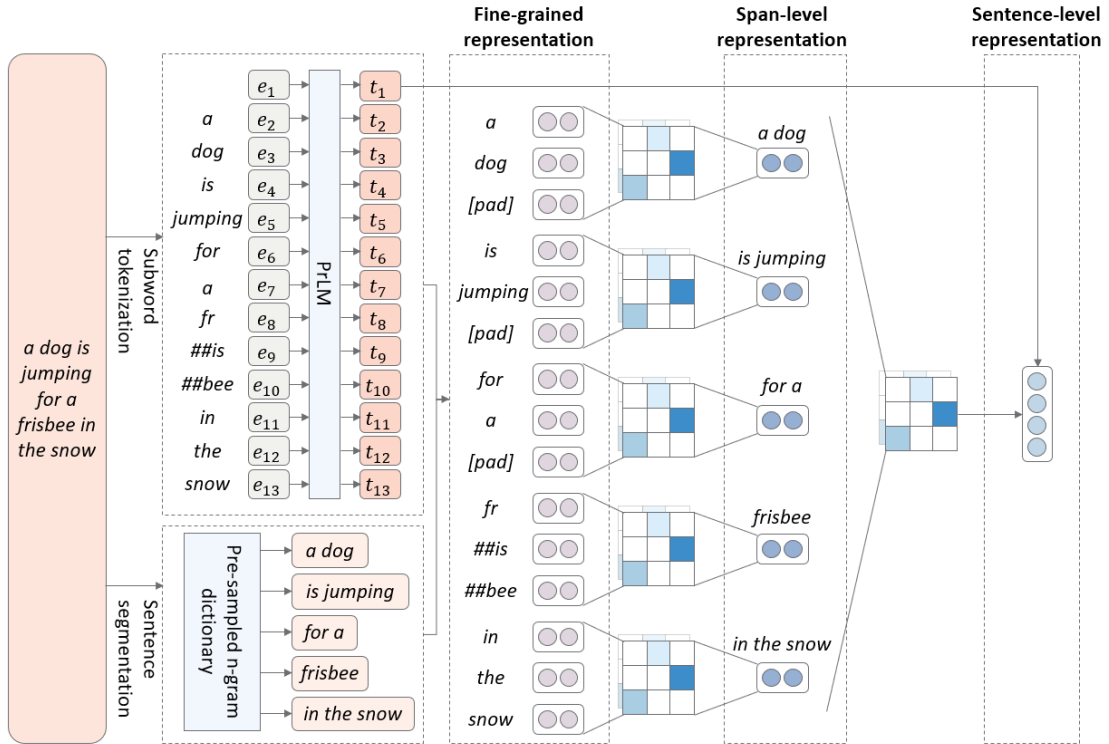 Fine-grained
representation
Span-level
representation
Sentence-level
representation
a dog is
jumping
for a
frisbee in
the snow
Subword
tokenization
a
dog
is
jumping
for
a
fr
##is
##bee
in
the
snow
e1
e2
e3
e4
e5
e6
e7
e8
e9
e10
e11
e12
e13
PrLM
t1
t2
t3
t4
t5
t6
t7
t8
t9
t10
t11
t12
t13
Sentence
segmentation
Pre-sampled n-gram
dictionary
a dog
is jumping
for a
frisbee
in the snow
a
dog
[pad]
is
jumping
[pad]
for
a
[pad]
fr
##is
##bee
in
the
snow
a dog
is jumping
for a
frisbee
in the snow